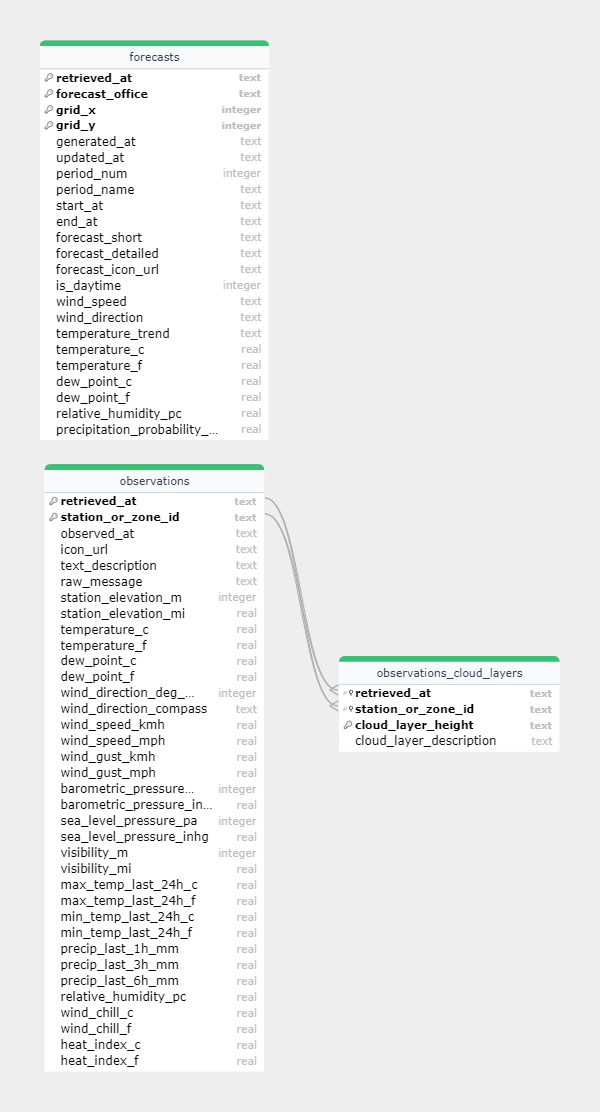 forecasts
retrieved_at text
forecast_office text
grid_x integer
grid_y integer
generated_at text
updated_at text
period_num integer
period_name text
start_at text
end_at text
forecast_short text
forecast_detailed text
forecast_icon_url text
is_daytime integer
wind_speed text
wind_direction text
temperature_trend text
temperature_c real
temperature_f real
dew_point_c real
dew_point_f real
relative_humidity_pc real
precipitation_probability_... real
observations
retrieved_at text
station_or_zone_id text
observed_at text
icon_url text
text_description text
raw_message text
station_elevation_m integer
station_elevation_mi real
temperature_c real
temperature_f real
dew_point_c real
dew_point_f real
wind_direction_deg_... integer
wind_direction_compass text
wind_speed_kmh real
wind_speed_mph real
wind_gust_kmh real
wind_gust_mph real
barometric_pressure... integer
barometric_pressure_in... real
sea_level_pressure_pa integer
sea_level_pressure_inhg real
visibility_m integer
visibility_mi real
max_temp_last_24h_c real
max_temp_last_24h_f real
min_temp_last_24h_c real
min_temp_last_24h_f real
precip_last_1h_mm real
precip_last_3h_mm real
precip_last_6h_mm real
relative_humidity_pc real
wind_chill_c real
wind_chill_f real
heat_index_c real
heat_index_f real
observations_cloud_layers
retrieved_at text
station_or_zone_id text
cloud_layer_height text
cloud_layer_description text